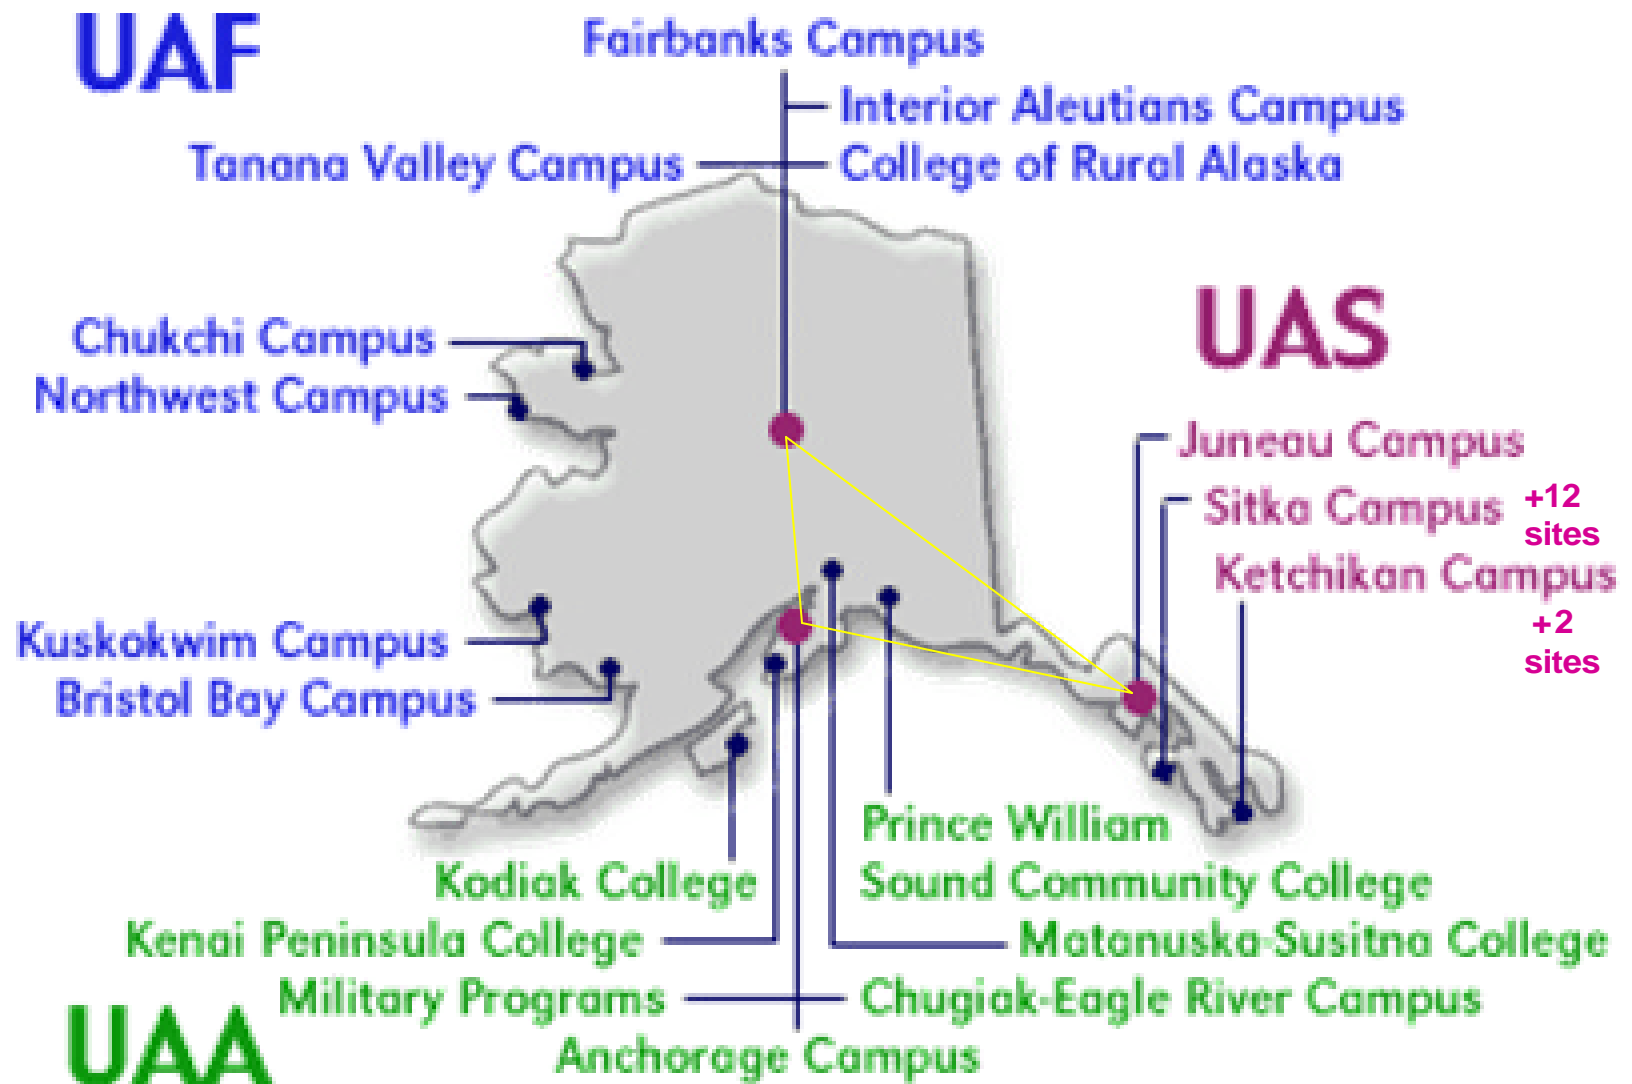 UAF
Fairbanks Campus
Interior Aleutians Campus
Tanana Valley Campus
College of Rural Alaska
Chukchi Campus
Northwest Campus
UAS
Juneau Campus
Sitka Campus +12
sites
Ketchikan Campus
+2
sites
Kuskokwim Campus
Bristol Bay Campus
Prince William
Kodiak College
Sound Community College
Kenai Peninsula College
Matanuska-Susitna College
Military Programs
Chugiak-Eagle River Campus
UAA
Anchorage Campus